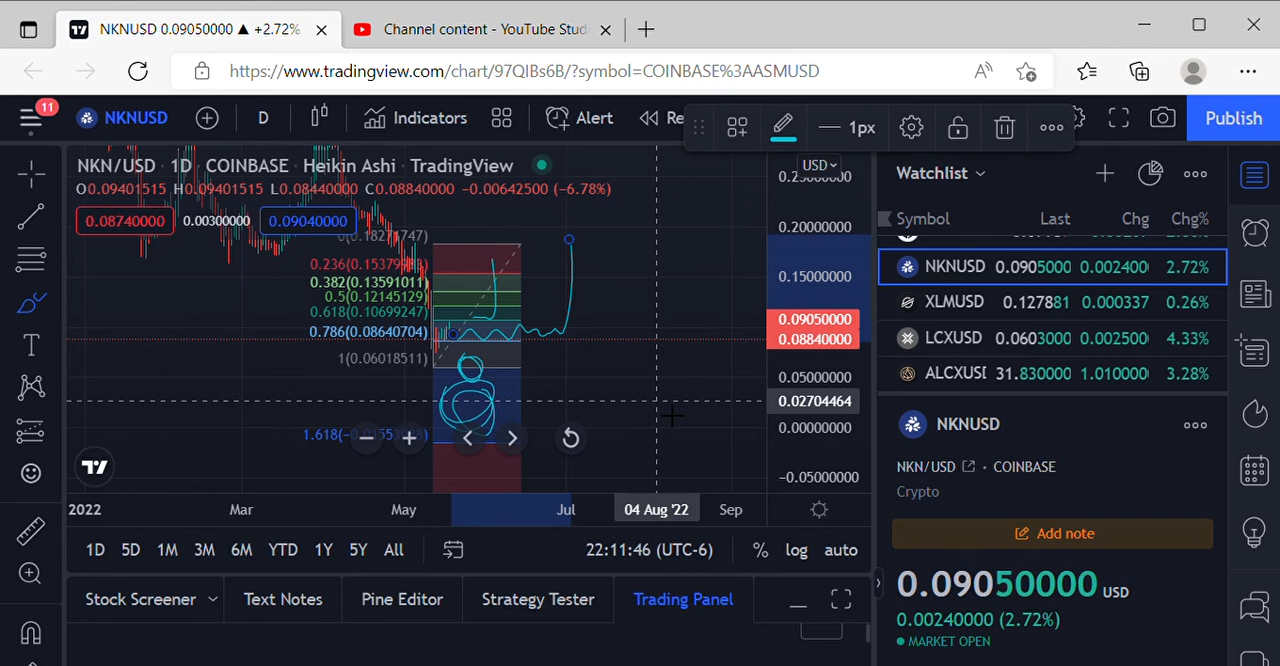 NKNUSD 0.09050000 ▲ +2.72%
Channel content - YouTube Stud
https://www.tradingview.com/chart/97QIBs6B/?symbol=COINBASE%3AASMUSD
11
NKNUSD
D
Indicators
Alert
Re
1px
Publish
NKN/USD · 1D · COINBASE · Heikin Ashi · TradingView
O0.09401515 H0.09401515 L0.08440000 C0.08840000 −0.00642500 (−6.78%)
0.08740000
0.00300000
0.09040000
0(0.18271747)
0.382(0.13591011)
0.5(0.12145129)
0.618(0.10699247)
0.786(0.08640704)
1(0.06018511)
USD
0.20000000
0.15000000
0.09050000
0.08840000
0.05000000
0.02704464
0.00000000
−0.05000000
2022
Mar
May
Jul
04 Aug '22
Sep
1D
5D
1M
3M
6M
YTD
1Y
5Y
All
22:11:46 (UTC-6)
%
log
auto
Stock Screener
Text Notes
Pine Editor
Strategy Tester
Trading Panel
Watchlist
Symbol
Last
Chg
Chg%
NKNUSD 0.0905000 0.002400 2.72%
XLMUSD 0.127881 0.000337 0.26%
LCXUSD 0.0603000 0.002500 4.33%
ALCXUSD 31.830000 1.010000 3.28%
NKNUSD
NKN/USD · COINBASE
Crypto
Add note
0.09050000 USD
0.00240000 (2.72%)
MARKET OPEN